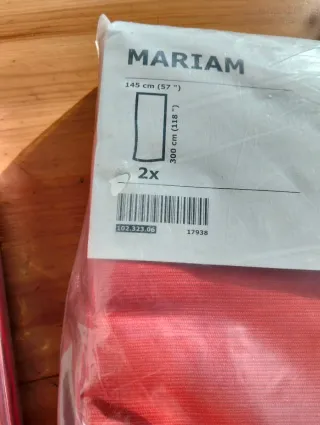 MARIAM
145 cm (57 ")
300 cm (118 ")
2x
102.323.06 17938